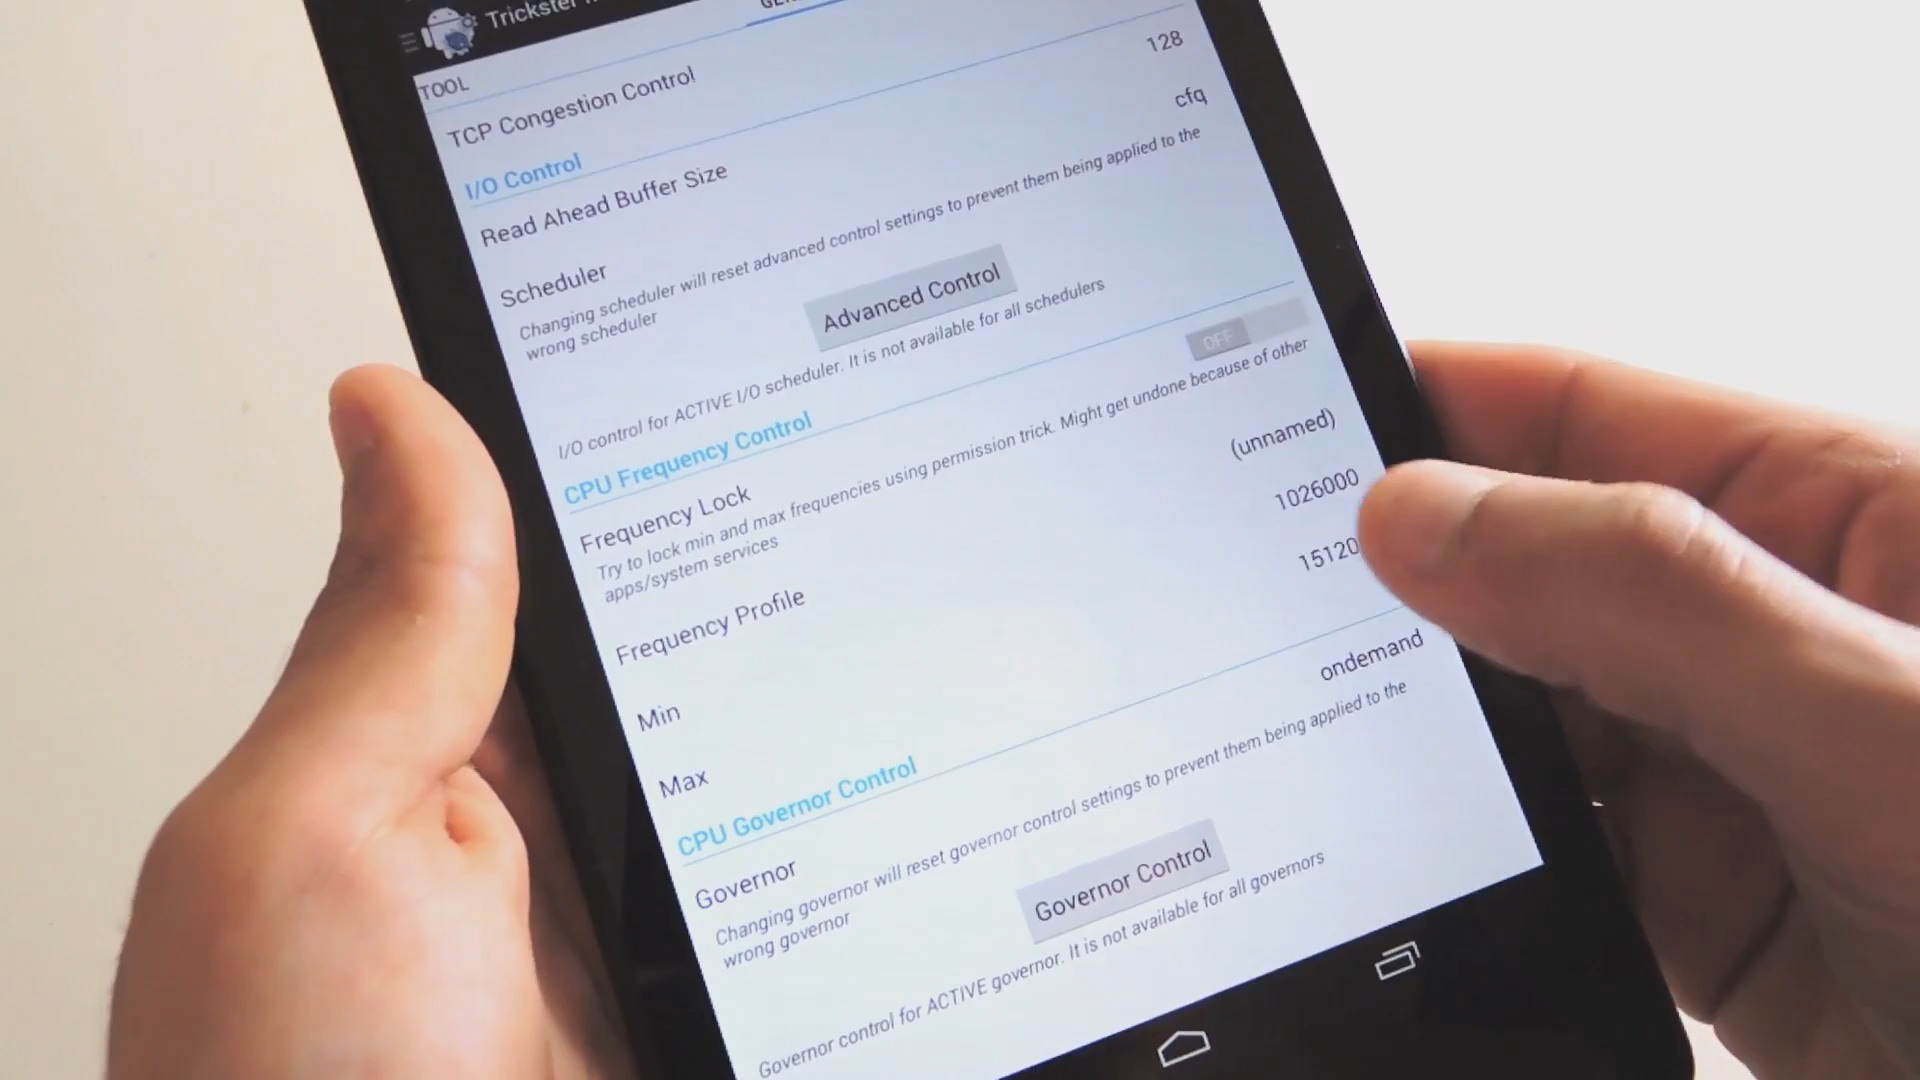 Trickster
TOOL
TCP Congestion Control
I/O Control
Read Ahead Buffer Size 128
Scheduler cfq
Changing scheduler will reset advanced control settings to prevent them being applied to the
wrong scheduler
Advanced Control
I/O control for ACTIVE I/O scheduler. It is not available for all schedulers
CPU Frequency Control
Frequency Lock OFF
Try to lock min and max frequencies using permission trick. Might get undone because of other
apps/system services
Frequency Profile (unnamed)
Min 1026000
Max 15120
CPU Governor Control
Governor ondemand
Changing governor will reset governor control settings to prevent them being applied to the
wrong governor
Governor Control
Governor control for ACTIVE governor. It is not available for all governors